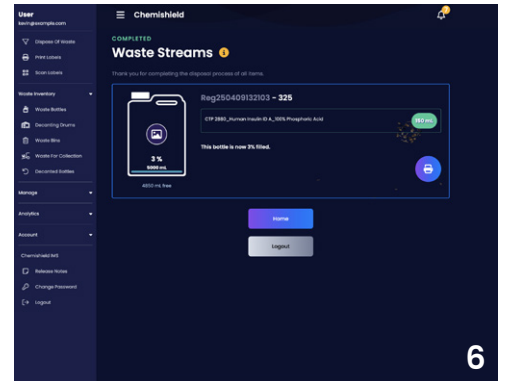 User
kevin@example.com
Dispose Of Waste
Print Labels
Scan Labels
Waste Inventory
Waste Bottles
Decanting Drums
Waste Bins
Waste For Collection
Decanted Bottles
Manage
Analytics
Account
Chemishield IMS
Release Notes
Change Password
Logout
Chemishield
COMPLETED
Waste Streams
Thank you for completing the disposal process of all items.
Reg250409132103 - 325
CTP 2880_Human Insulin ID A_100% Phosphoric Acid
150 mL
This bottle is now 3% filled.
3 %
5000 mL
4850 mL free
Home
Logout
6